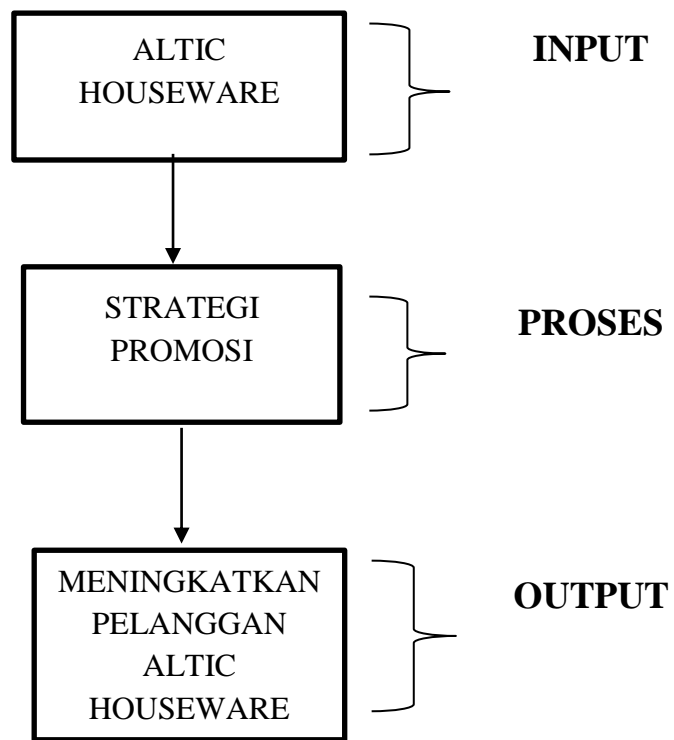 ALTIC
HOUSEWARE
INPUT
STRATEGI
PROMOSI
PROSES
MENINGKATKAN
PELANGGAN
ALTIC
HOUSEWARE
OUTPUT